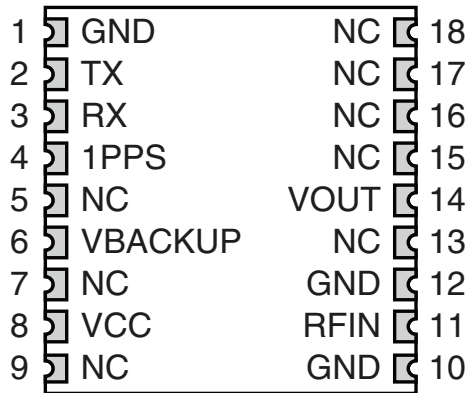 1 GND NC 18
2 TX NC 17
3 RX NC 16
4 1PPS NC 15
5 NC VOUT 14
6 VBACKUP NC 13
7 NC GND 12
8 VCC RFIN 11
9 NC GND 10